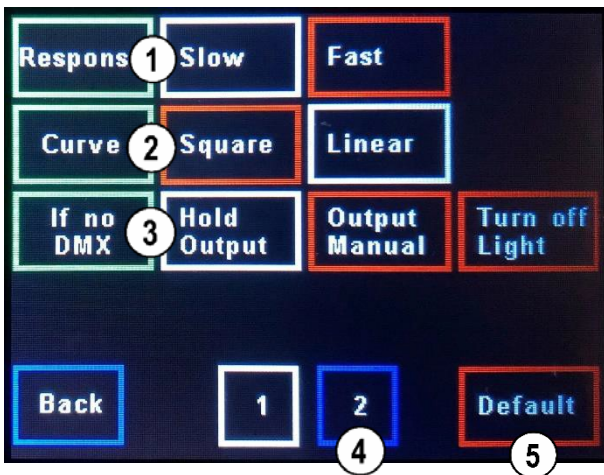 Respons 1 Slow Fast
Curve 2 Square Linear
If no DMX 3 Hold Output Output Manual Turn off Light
Back 1 2 Default
4 5